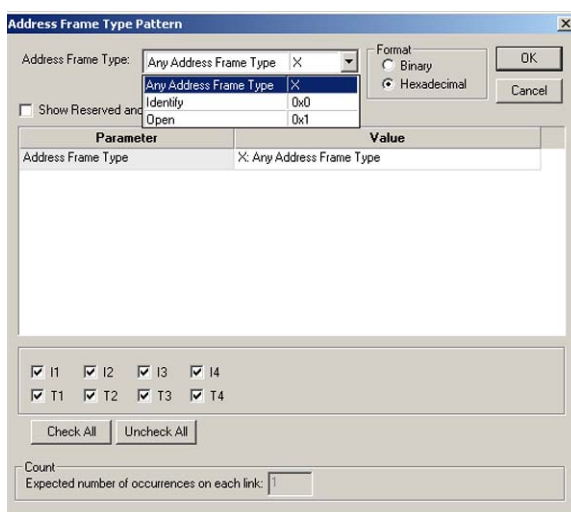 Address Frame Type Pattern
Address Frame Type: Any Address Frame Type X
Any Address Frame Type X
Identify 0x0
Open 0x1
Format
Binary
Hexadecimal
OK
Cancel
Show Reserved and
Parameter Value
Address Frame Type X: Any Address Frame Type
I1 I2 I3 I4
T1 T2 T3 T4
Check All Uncheck All
Count
Expected number of occurrences on each link: 1